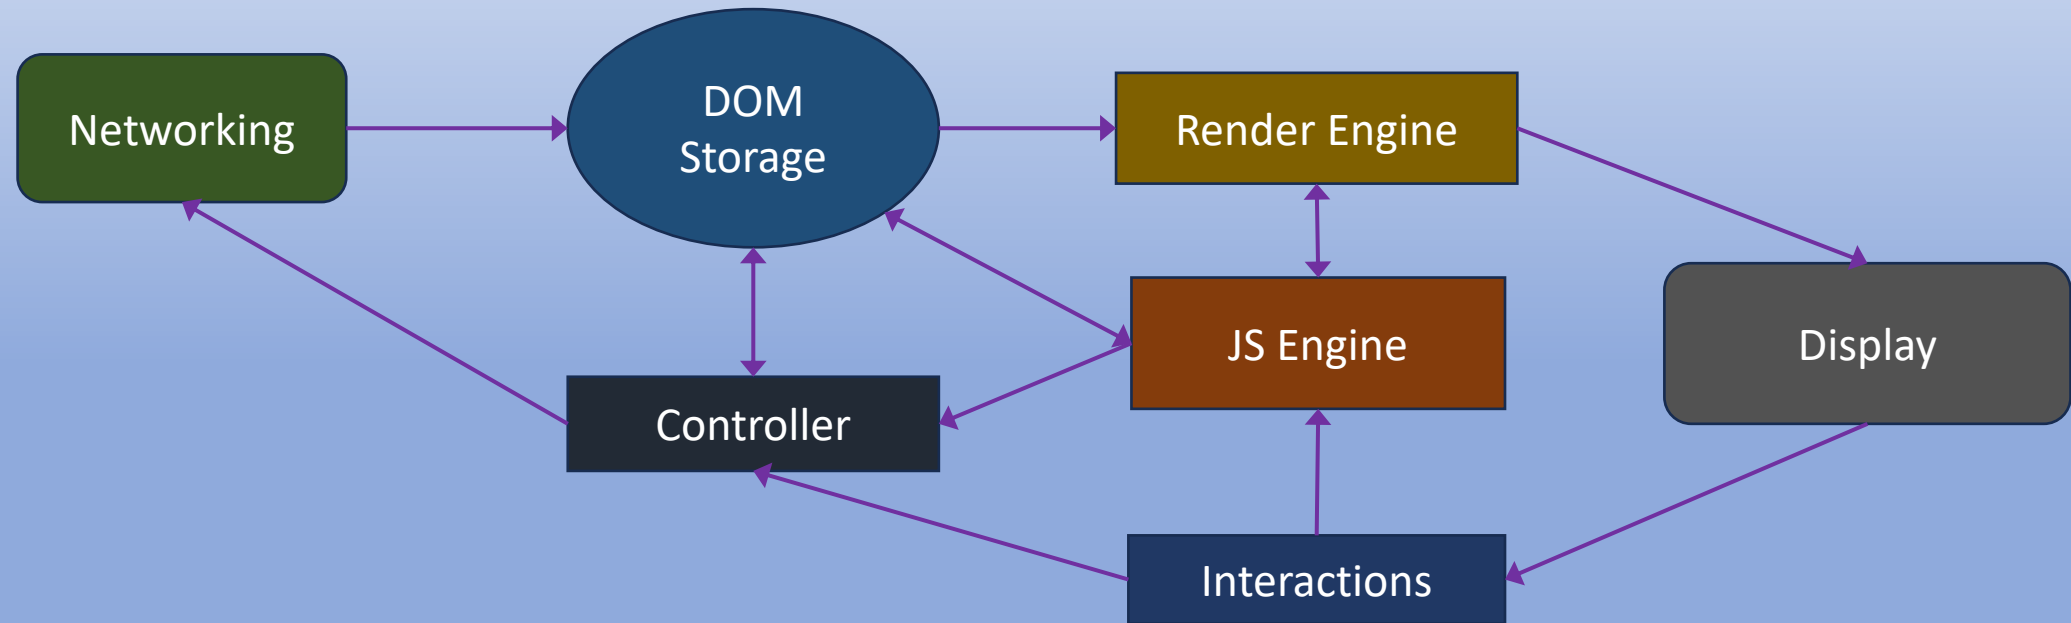 Networking
DOM
Storage
Render Engine
JS Engine
Display
Controller
Interactions